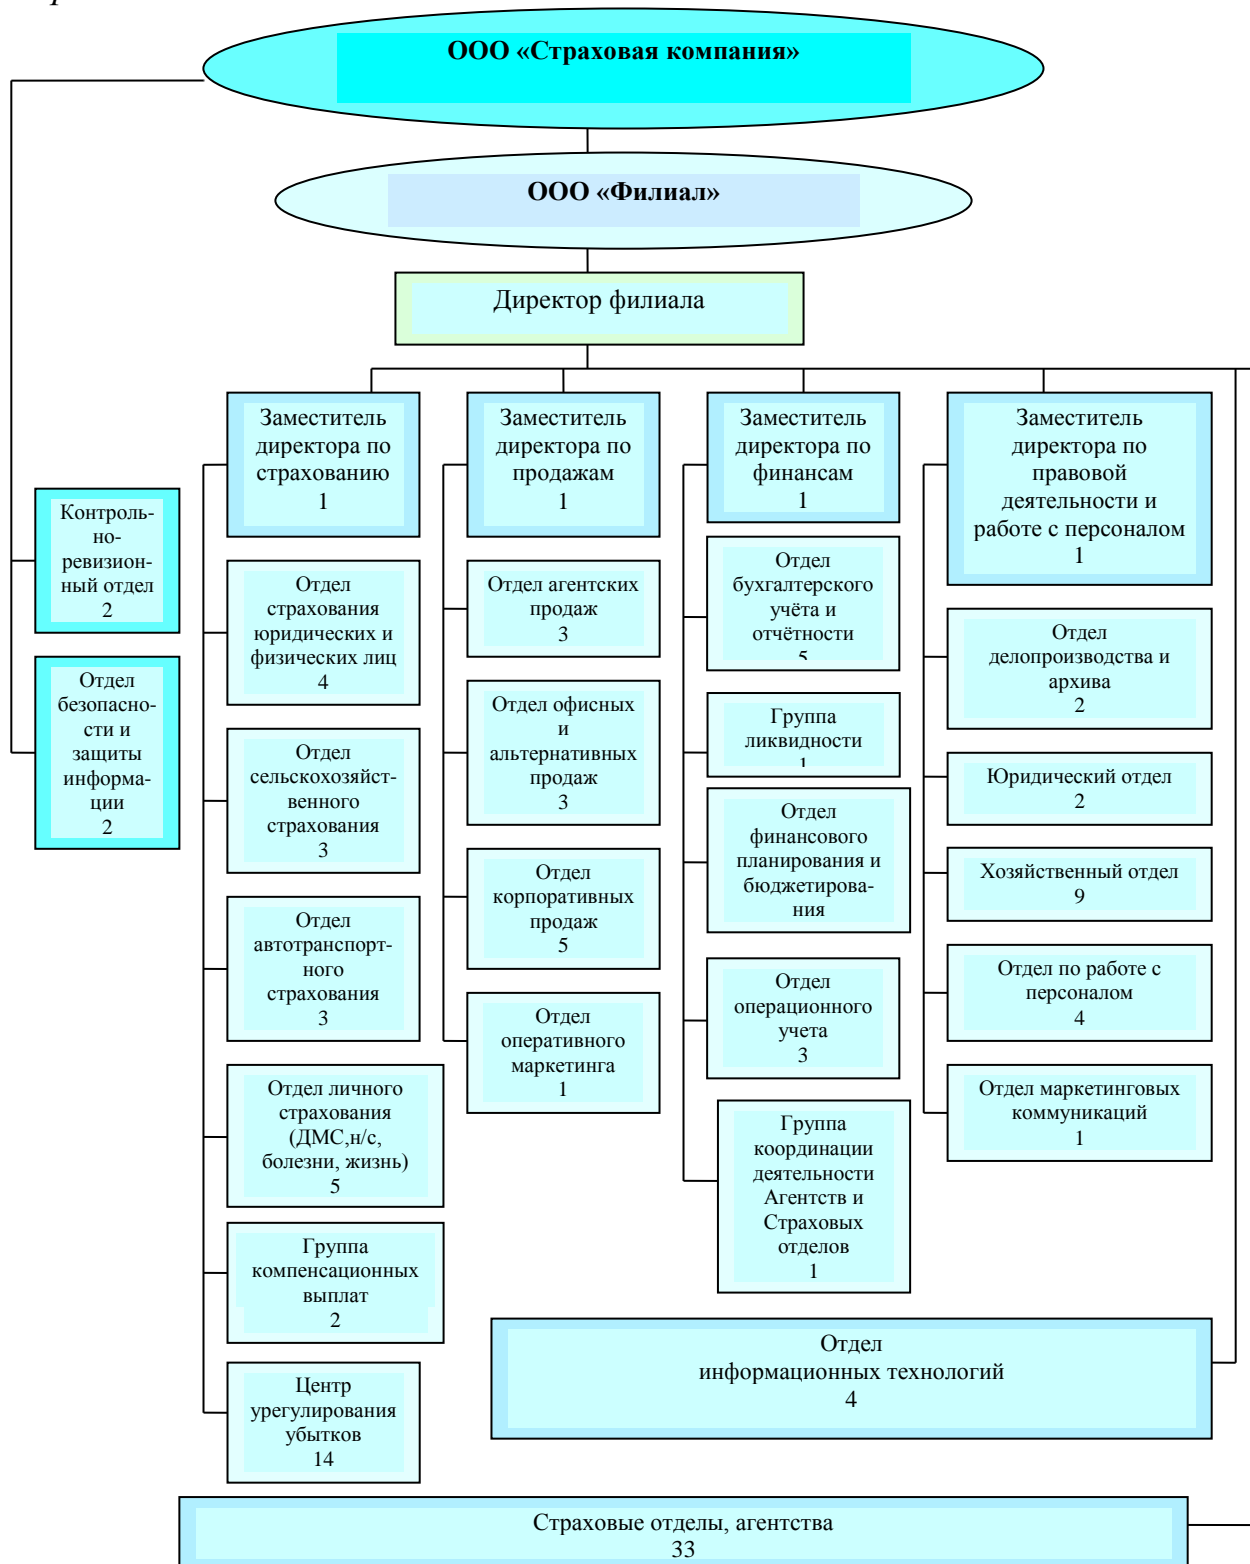 ООО «Страховая компания»
ООО «Филиал»
Директор филиала
Заместитель
директора по
страхованию
1
Заместитель
директора по
продажам
1
Заместитель
директора по
финансам
1
Заместитель
директора по
правовой
деятельности и
работе с персоналом
1
Контроль-
но-
ревизион-
ный отдел
2
Отдел
безопасно-
сти и
защиты
информа-
ции
2
Отдел
страхования
юридических и
физических лиц
4
Отдел
сельскохозяйст-
венного
страхования
3
Отдел
автотранспорт-
ного
страхования
3
Отдел личного
страхования
(ДМС,н/с,
болезни, жизнь)
5
Группа
компенсационных
выплат
2
Центр
урегулирования
убытков
14
Отдел агентских
продаж
3
Отдел офисных
и
альтернативных
продаж
3
Отдел
корпоративных
продаж
5
Отдел
оперативного
маркетинга
1
Отдел
бухгалтерского
учёта и
отчётности
5
Группа
ликвидности
1
Отдел
финансового
планирования и
бюджетирова-
ния
Отдел
операционного
учета
3
Группа
координации
деятельности
Агентств и
Страховых
отделов
1
Отдел
делопроизводства и
архива
2
Юридический отдел
2
Хозяйственный отдел
9
Отдел по работе с
персоналом
4
Отдел маркетинговых
коммуникаций
1
Отдел
информационных технологий
4
Страховые отделы, агентства
33